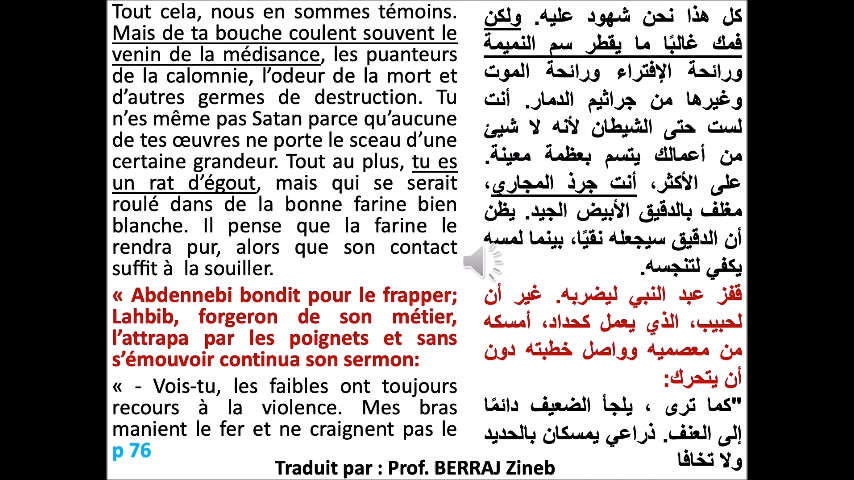 Tout cela, nous en sommes témoins.
Mais de ta bouche coulent souvent le
venin de la médisance, les puanteurs
de la calomnie, l’odeur de la mort et
d’autres germes de destruction. Tu
n’es même pas Satan parce qu’aucune
de tes œuvres ne porte le sceau d’une
certaine grandeur. Tout au plus, tu es
un rat d’égout, mais qui se serait
roulé dans de la bonne farine bien
blanche. Il pense que la farine le
rendra pur, alors que son contact
suffit à la souiller.
« Abdennebi bondit pour le frapper;
Lahbib, forgeron de son métier,
l’attrapa par les poignets et sans
s’émouvoir continua son sermon:
« - Vois-tu, les faibles ont toujours
recours à la violence. Mes bras
manient le fer et ne craignent pas le
p 76
كل هذا نحن شهود عليه. ولكن
فمك غالبًا ما يقطر سم النميمة
ورائحة الإفتراء ورائحة الموت
وغيرها من جراثيم الدمار. أنت
لست حتى الشيطان لأنه لا شيئ
من أعمالك يتسم بعظمة معينة.
على الأكثر، أنت جرذ المجاري،
مغلف بالدقيق الأبيض الجيد. يظن
أن الدقيق سيجعله نقيًا، بينما لمسه
يكفي لتنجسه.
قفز عبد النبي ليضربه. غير أن
لحبيب، الذي يعمل كحداد، أمسكه
من معصميه وواصل خطبته دون
أن يتحرك:
"كما ترى ، يلجأ الضعيف دائمًا
إلى العنف. ذراعي يمسكان بالحديد
ولا تخافا
Traduit par : Prof. BERRAJ Zineb